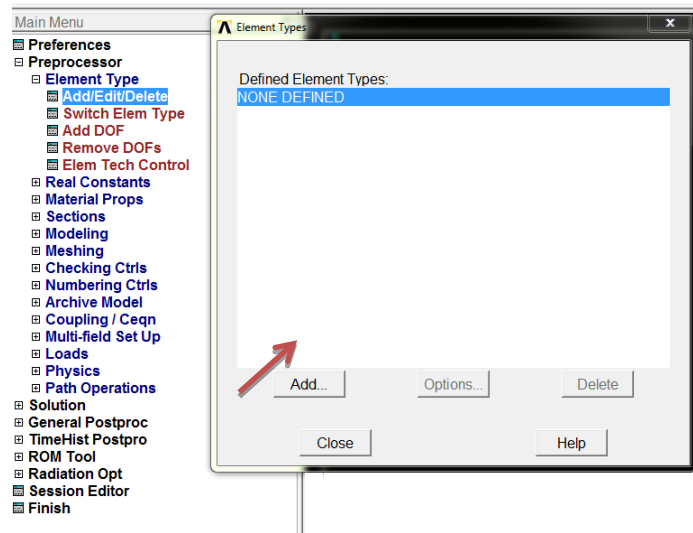 Main Menu
Preferences
Preprocessor
Element Type
Add/Edit/Delete
Switch Elem Type
Add DOF
Remove DOFs
Elem Tech Control
Real Constants
Material Props
Sections
Modeling
Meshing
Checking Ctrls
Numbering Ctrls
Archive Model
Coupling / Ceqn
Multi-field Set Up
Loads
Physics
Path Operations
Solution
General Postproc
TimeHist Postpro
ROM Tool
Radiation Opt
Session Editor
Finish
Element Types
x
Defined Element Types:
NONE DEFINED
Add... Options... Delete
Close Help